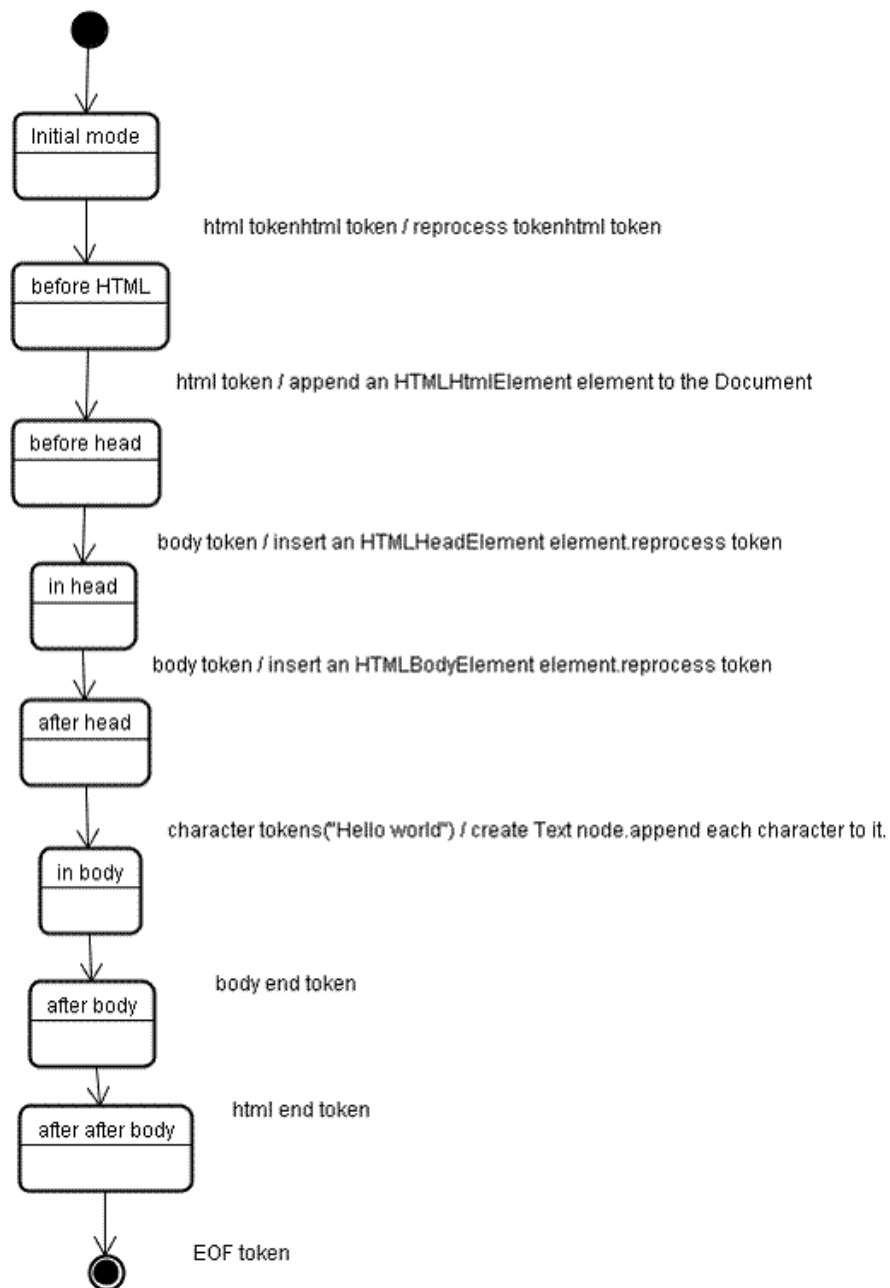 Initial mode
html tokenhtml token / reprocess tokenhtml token
before HTML
html token / append an HTMLHtmlElement element to the Document
before head
body token / insert an HTMLHeadElement element.reprocess token
in head
body token / insert an HTMLBodyElement element.reprocess token
after head
character tokens("Hello world") / create Text node.append each character to it.
in body
body end token
after body
html end token
after after body
EOF token